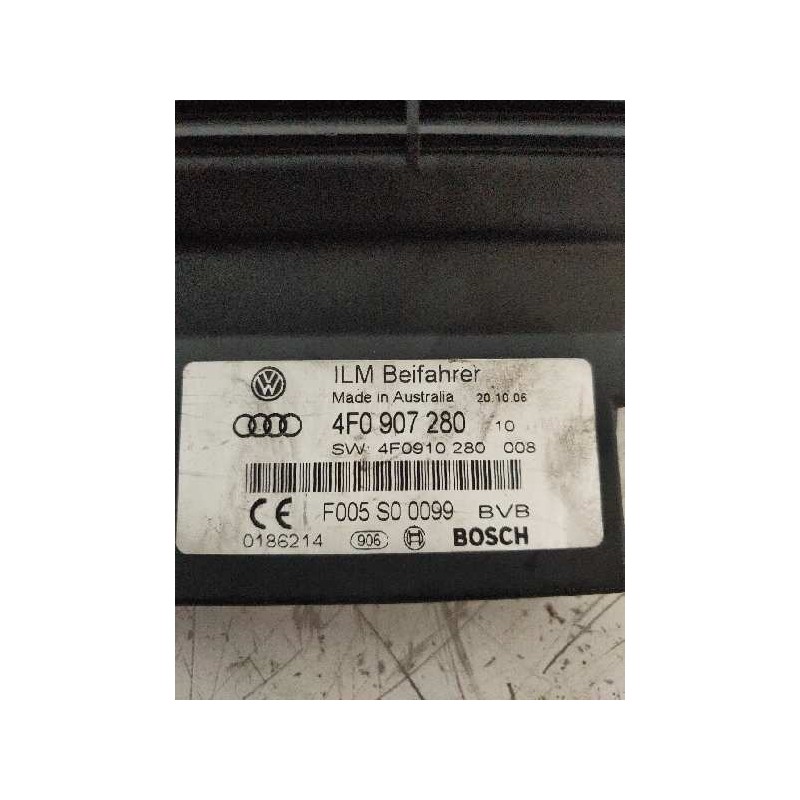 ILM Beifahrer
Made in Australia 20.10.06
4F0 907 280 10
SW: 4F0910 280 008
F005 S0 0099 BVB
0186214 906 BOSCH